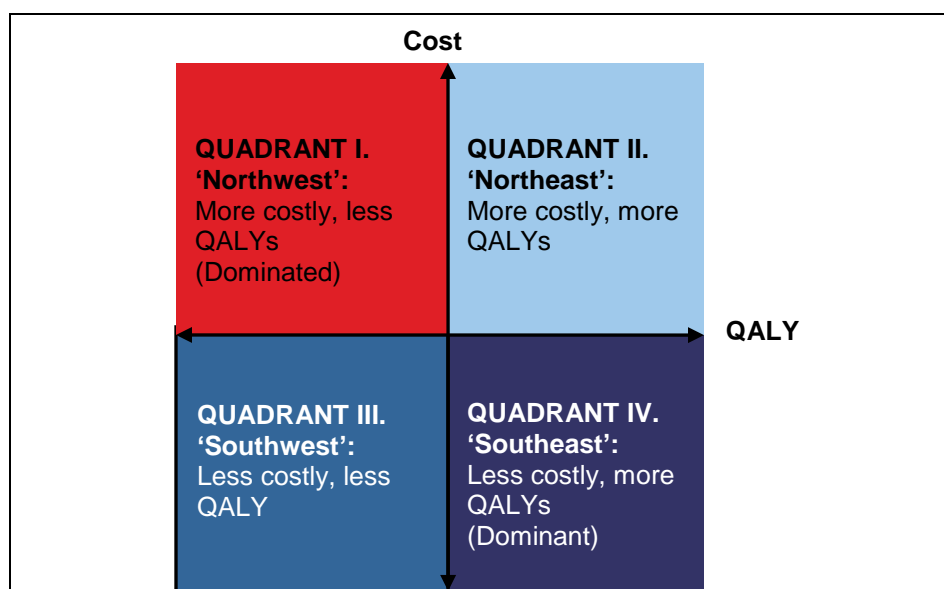 Cost
QUADRANT I.
‘Northwest’:
More costly, less
QALYs
(Dominated)
QUADRANT II.
‘Northeast’:
More costly, more
QALYs
QALY
QUADRANT III.
‘Southwest’:
Less costly, less
QALY
QUADRANT IV.
‘Southeast’:
Less costly, more
QALYs
(Dominant)